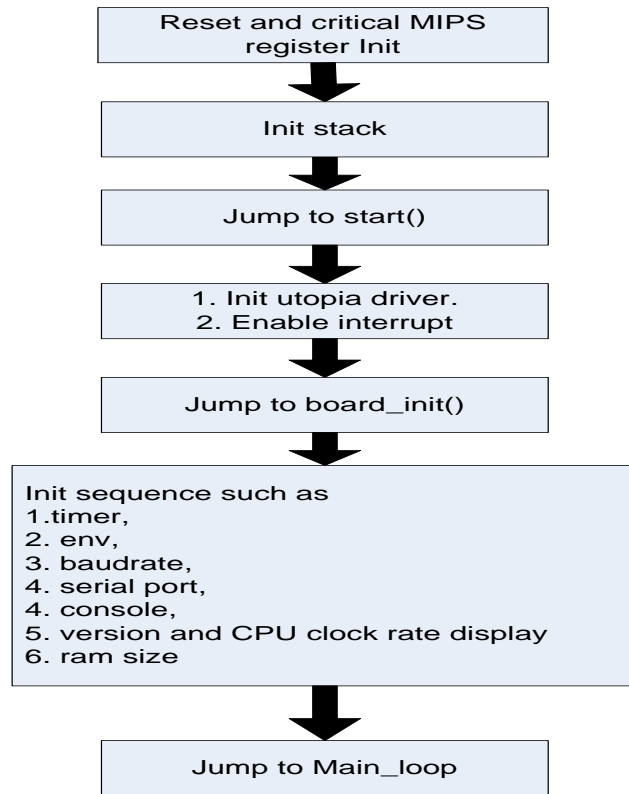 Reset and critical MIPS
register Init
Init stack
Jump to start()
1. Init utopia driver.
2. Enable interrupt
Jump to board_init()
Init sequence such as
1.timer,
2. env,
3. baudrate,
4. serial port,
4. console,
5. version and CPU clock rate display
6. ram size
Jump to Main_loop